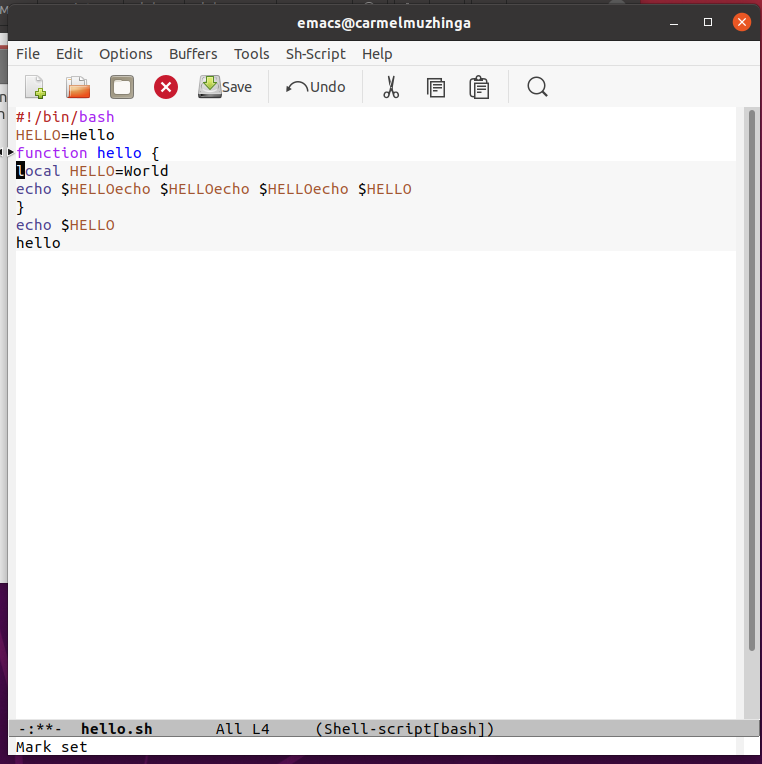 emacs@carmelmuzhinga
File Edit Options Buffers Tools Sh-Script Help
Save Undo
#!/bin/bash
HELLO=Hello
function hello {
local HELLO=World
echo $HELLOecho $HELLOecho $HELLOecho $HELLO
}
echo $HELLO
hello
-:**- hello.sh All L4 (Shell-script[bash])
Mark set